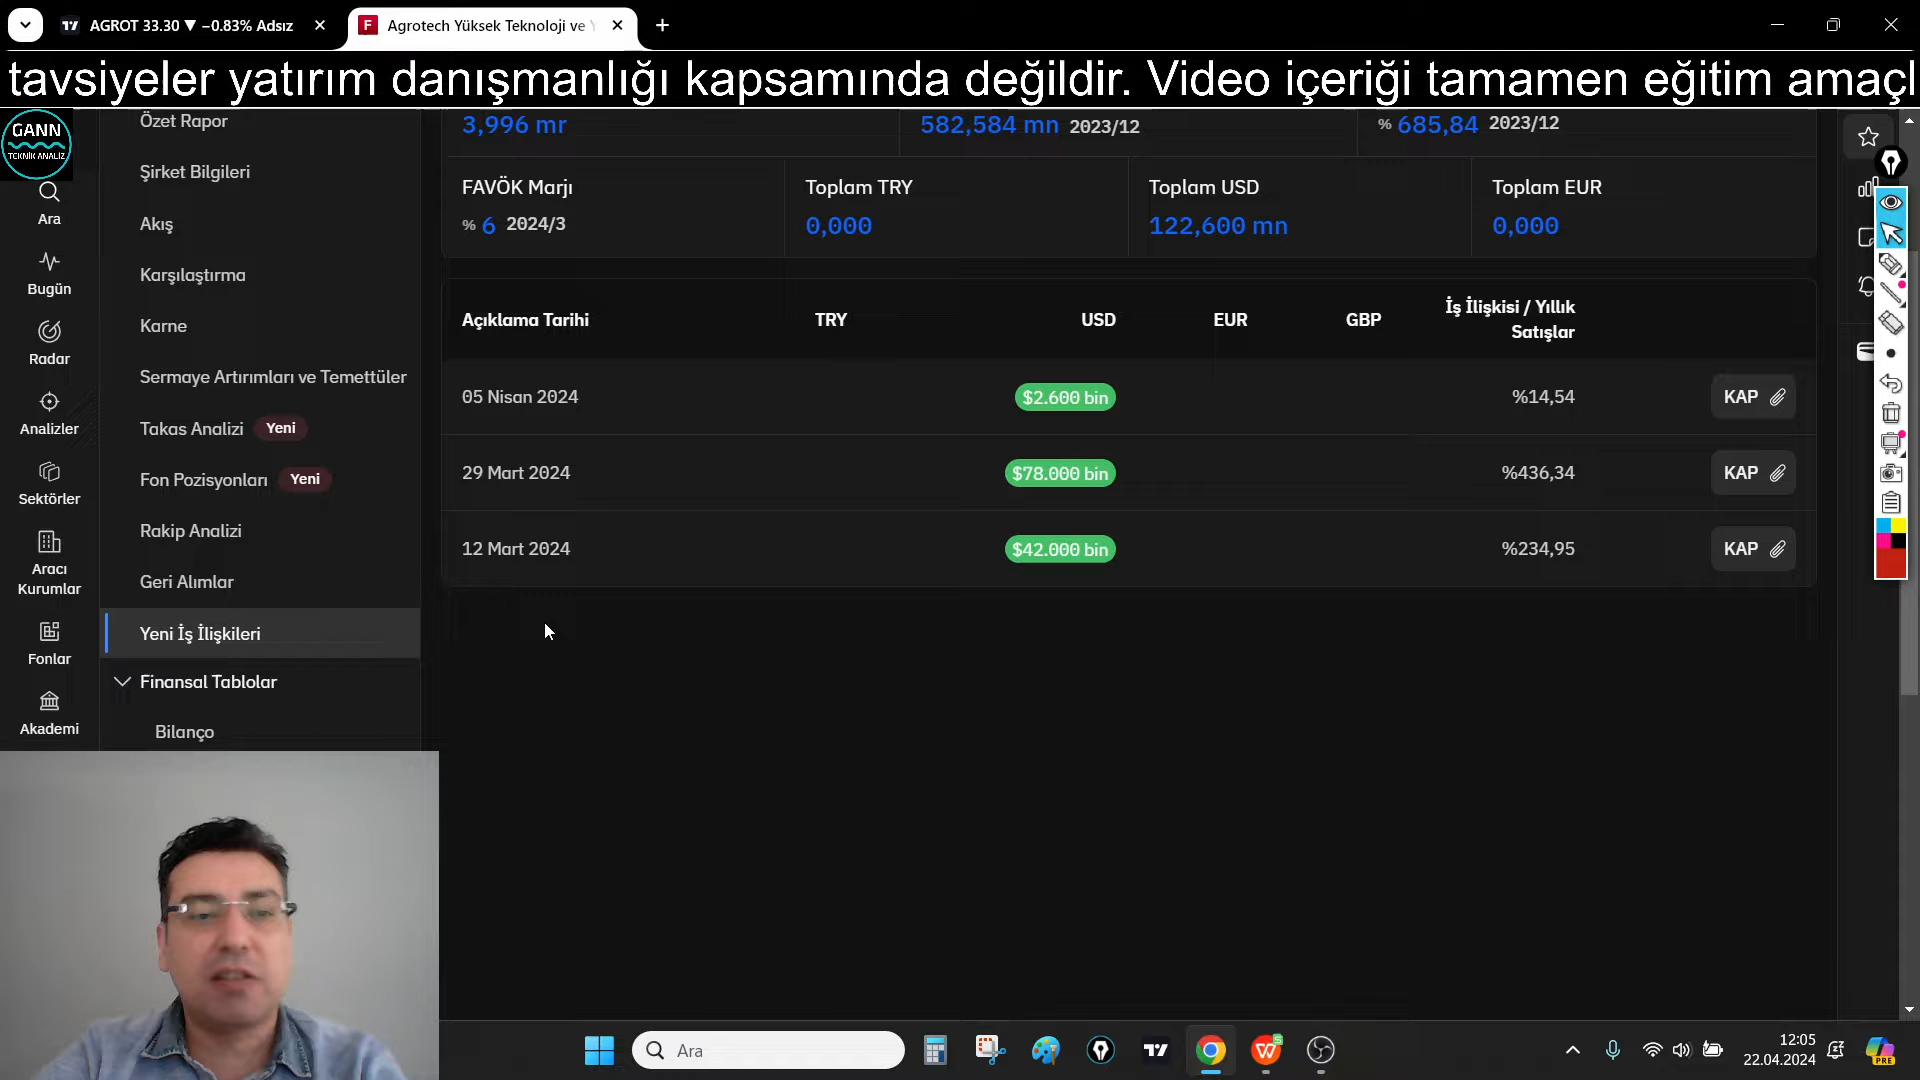 AGROT 33.30 ▼ −0.83% Adsız
Agrotech Yüksek Teknoloji ve Y
tavsiyeler yatırım danışmanlığı kapsamında değildir. Video içeriği tamamen eğitim amaçl
GANN
TEKNİK ANALİZ
Ara
Bugün
Radar
Analizler
Sektörler
Aracı
Kurumlar
Fonlar
Akademi
Özet Rapor
Şirket Bilgileri
Akış
Karşılaştırma
Karne
Sermaye Artırımları ve Temettüler
Takas Analizi Yeni
Fon Pozisyonları Yeni
Rakip Analizi
Geri Alımlar
Yeni İş İlişkileri
Finansal Tablolar
Bilanço
3,996 mr
582,584 mn 2023/12
% 685,84 2023/12
FAVÖK Marjı
% 6 2024/3
Toplam TRY
0,000
Toplam USD
122,600 mn
Toplam EUR
0,000
Açıklama Tarihi TRY USD EUR GBP İş İlişkisi / Yıllık
Satışlar
05 Nisan 2024 $2.600 bin %14,54 KAP
29 Mart 2024 $78.000 bin %436,34 KAP
12 Mart 2024 $42.000 bin %234,95 KAP
Ara
12:05
22.04.2024
PRE